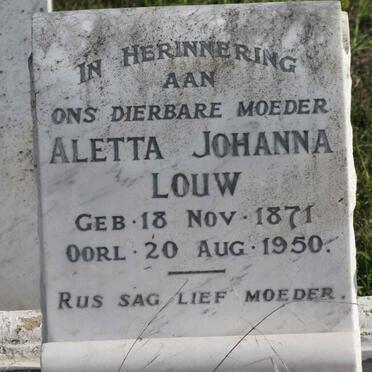 IN HERINNERING
AAN
ONS DIERBARE MOEDER
ALETTA JOHANNA
LOUW
GEB · 18 NOV · 1871
OORL · 20 AUG · 1950.
RUS SAG LIEF MOEDER.